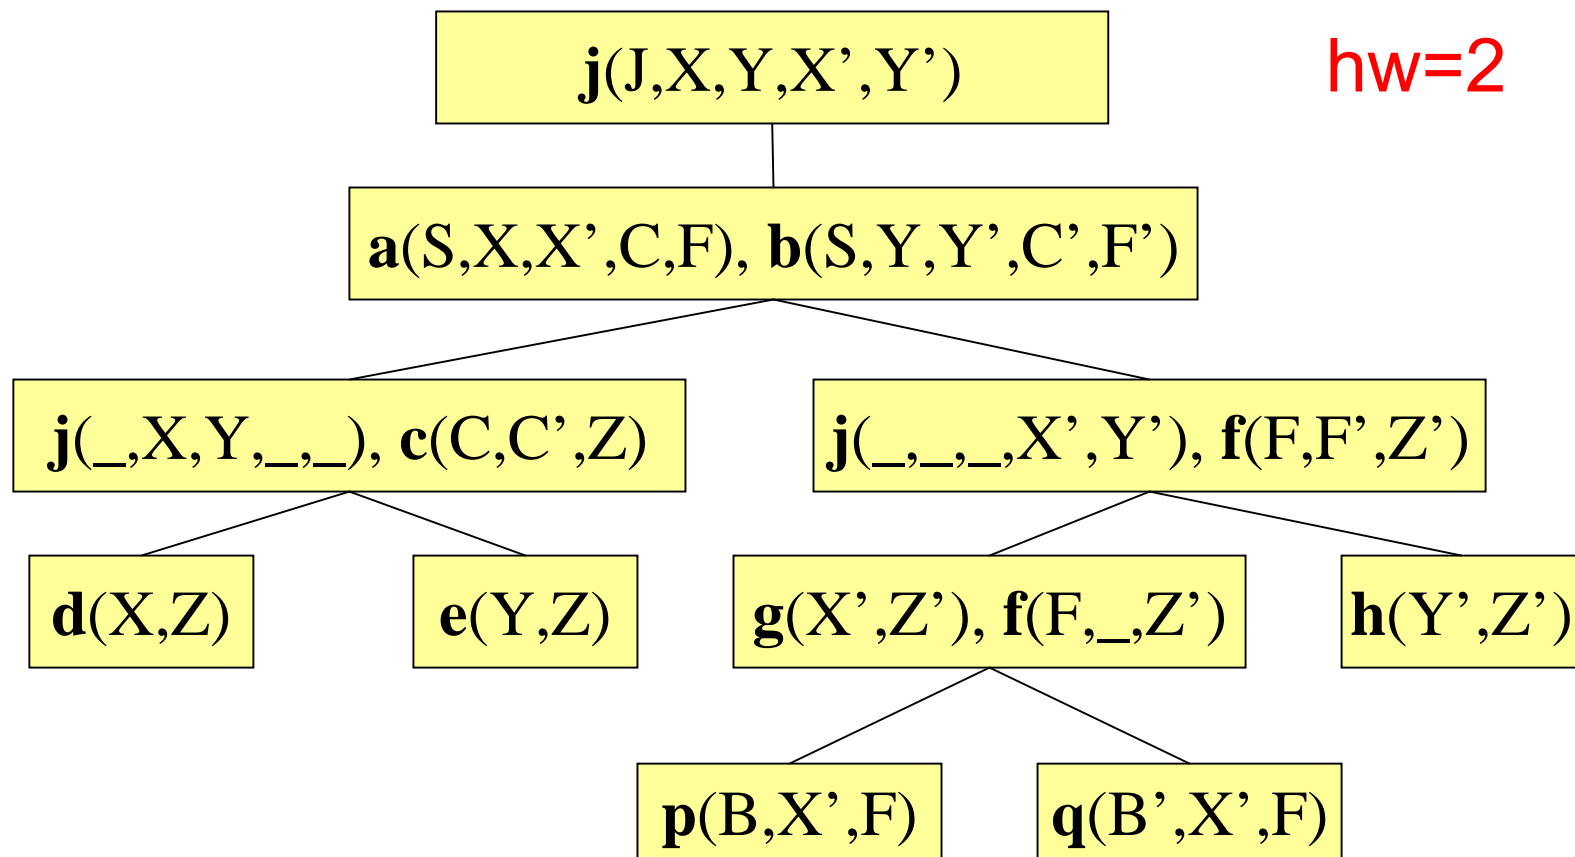 j(J,X,Y,X’,Y’)
hw=2
a(S,X,X’,C,F), b(S,Y,Y’,C’,F’)
j(_,X,Y,_,_), c(C,C’,Z)
j(_,_,_,X’,Y’), f(F,F’,Z’)
d(X,Z)
e(Y,Z)
g(X’,Z’), f(F,_,Z’)
h(Y’,Z’)
p(B,X’,F)
q(B’,X’,F)